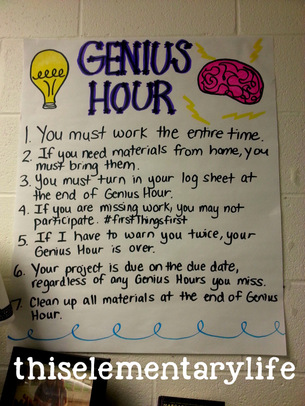 GENIUS
HOUR
1. You must work the entire time.
2. If you need materials from home, you
must bring them.
3. You must turn in your log sheet at
the end of Genius Hour.
4. If you are missing work, you may not
participate. #firstthingsfirst
5. If I have to warn you twice, your
Genius Hour is over.
6. Your project is due on the due date,
regardless of any Genius Hours you miss.
7. Clean up all materials at the end of Genius
Hour.
thiselementarylife